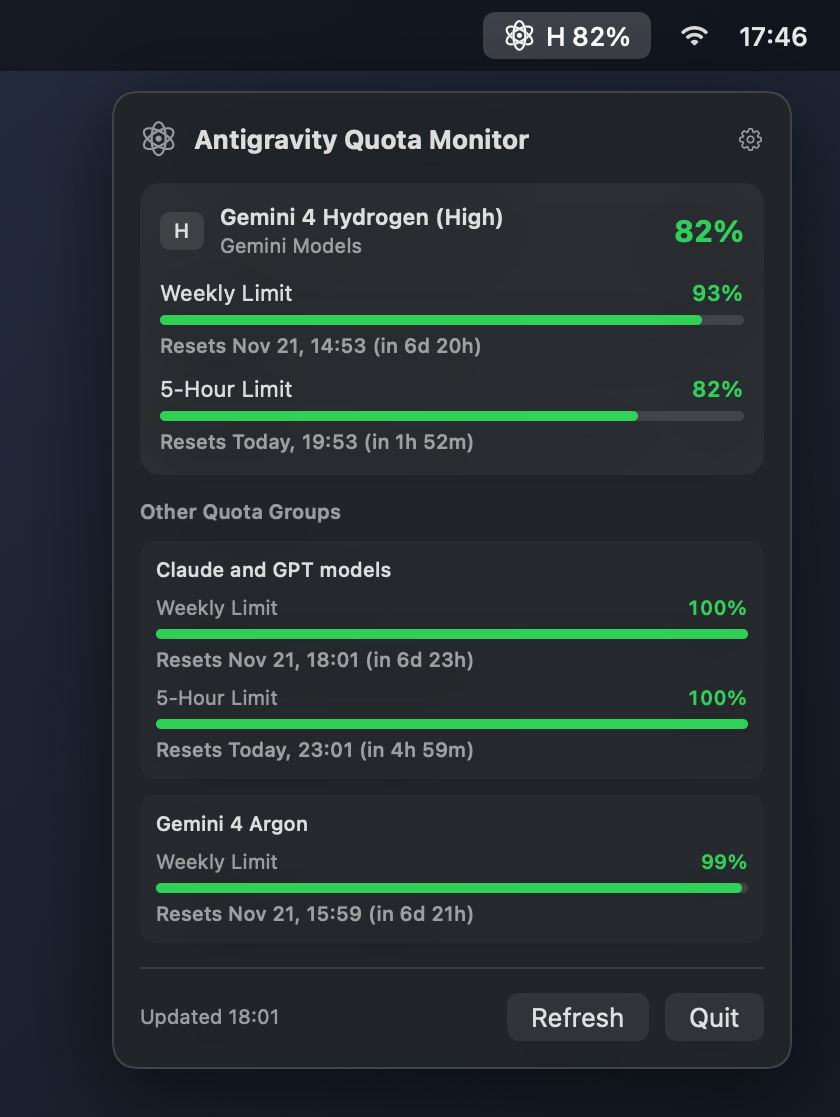 H 82%
17:46
Antigravity Quota Monitor
H
Gemini 4 Hydrogen (High)
Gemini Models
82%
Weekly Limit
93%
Resets Nov 21, 14:53 (in 6d 20h)
5-Hour Limit
82%
Resets Today, 19:53 (in 1h 52m)
Other Quota Groups
Claude and GPT models
Weekly Limit
100%
Resets Nov 21, 18:01 (in 6d 23h)
5-Hour Limit
100%
Resets Today, 23:01 (in 4h 59m)
Gemini 4 Argon
Weekly Limit
99%
Resets Nov 21, 15:59 (in 6d 21h)
Updated 18:01
Refresh
Quit